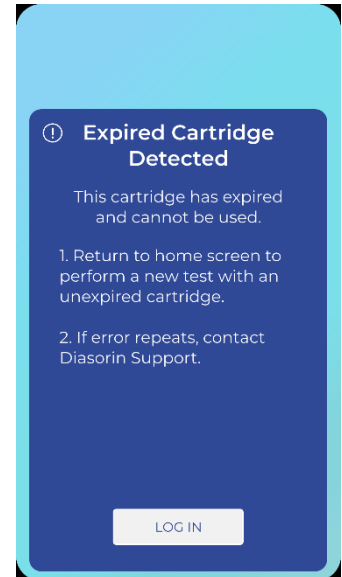 Expired Cartridge
Detected
This cartridge has expired
and cannot be used.
1. Return to home screen to
perform a new test with an
unexpired cartridge.
2. If error repeats, contact
Diasorin Support.
LOG IN